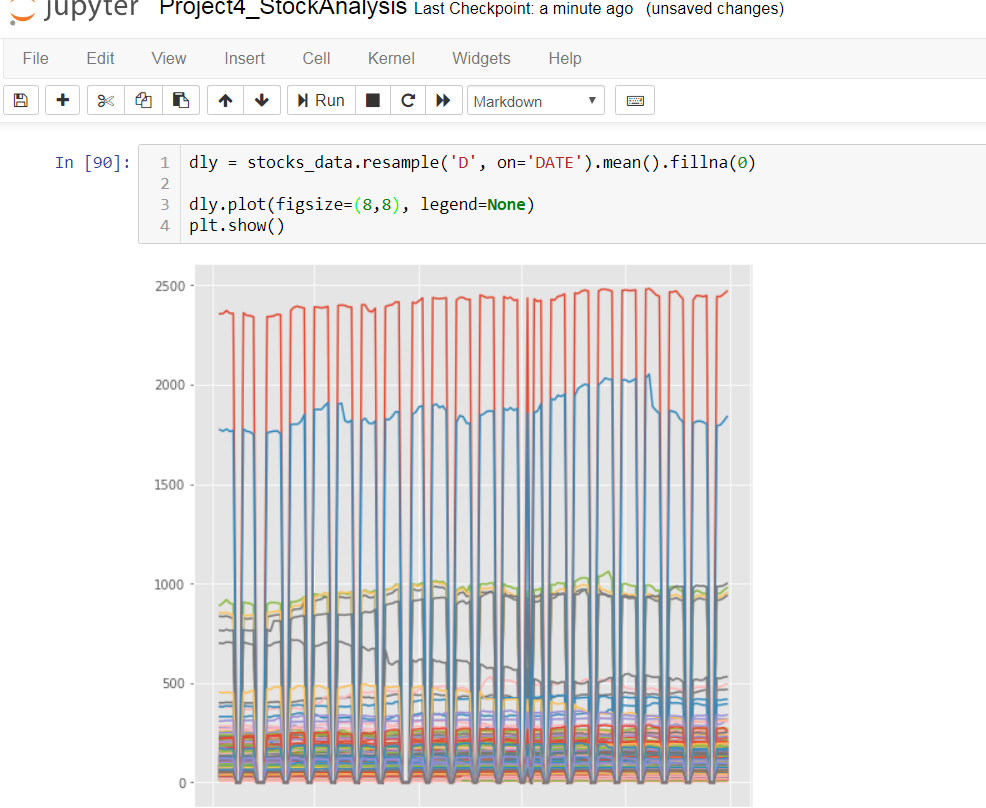 jupyter Project4_StockAnalysis Last Checkpoint: a minute ago (unsaved changes)
File Edit View Insert Cell Kernel Widgets Help
Run Markdown
In [90]:
1 dly = stocks_data.resample('D', on='DATE').mean().fillna(0)
2
3 dly.plot(figsize=(8,8), legend=None)
4 plt.show()
2500
2000
1500
1000
500
0